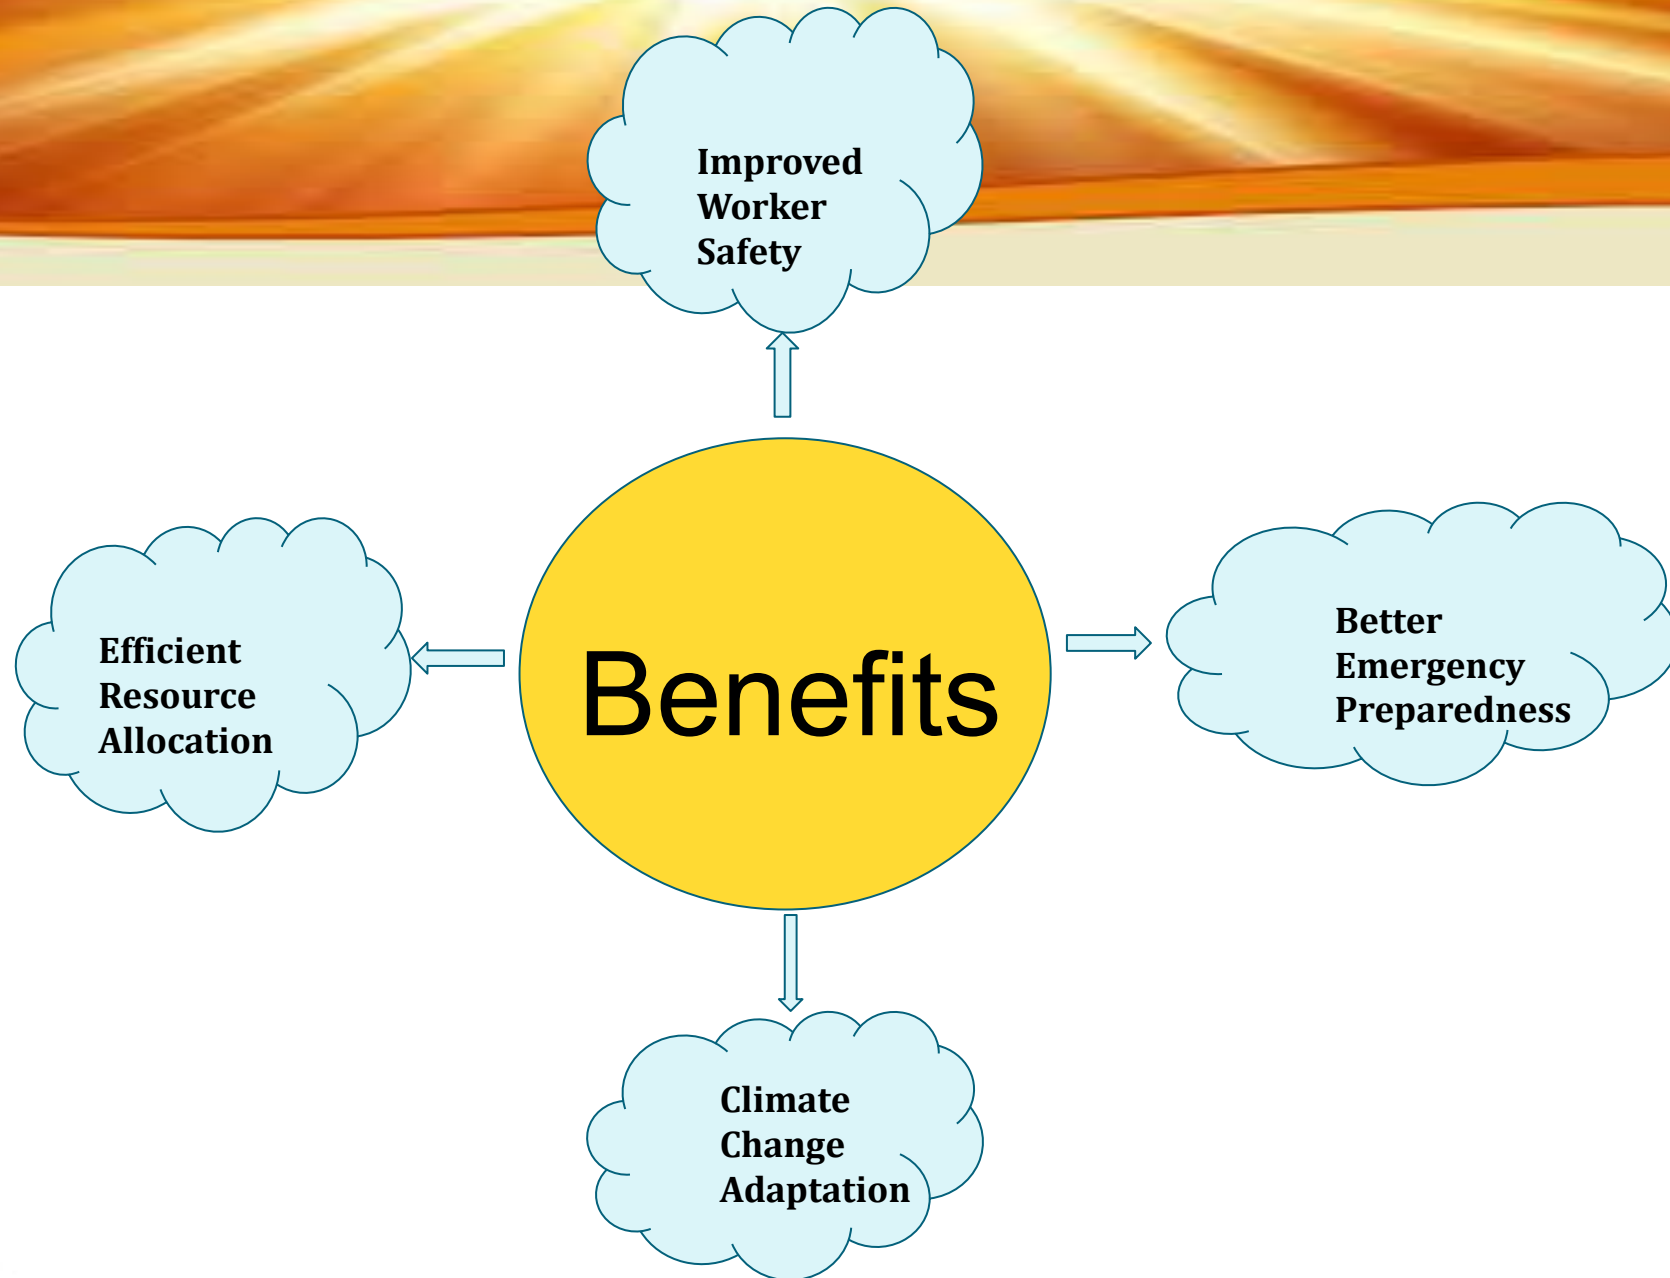 Improved
Worker
Safety
Efficient
Resource
Allocation
Benefits
Better
Emergency
Preparedness
Climate
Change
Adaptation